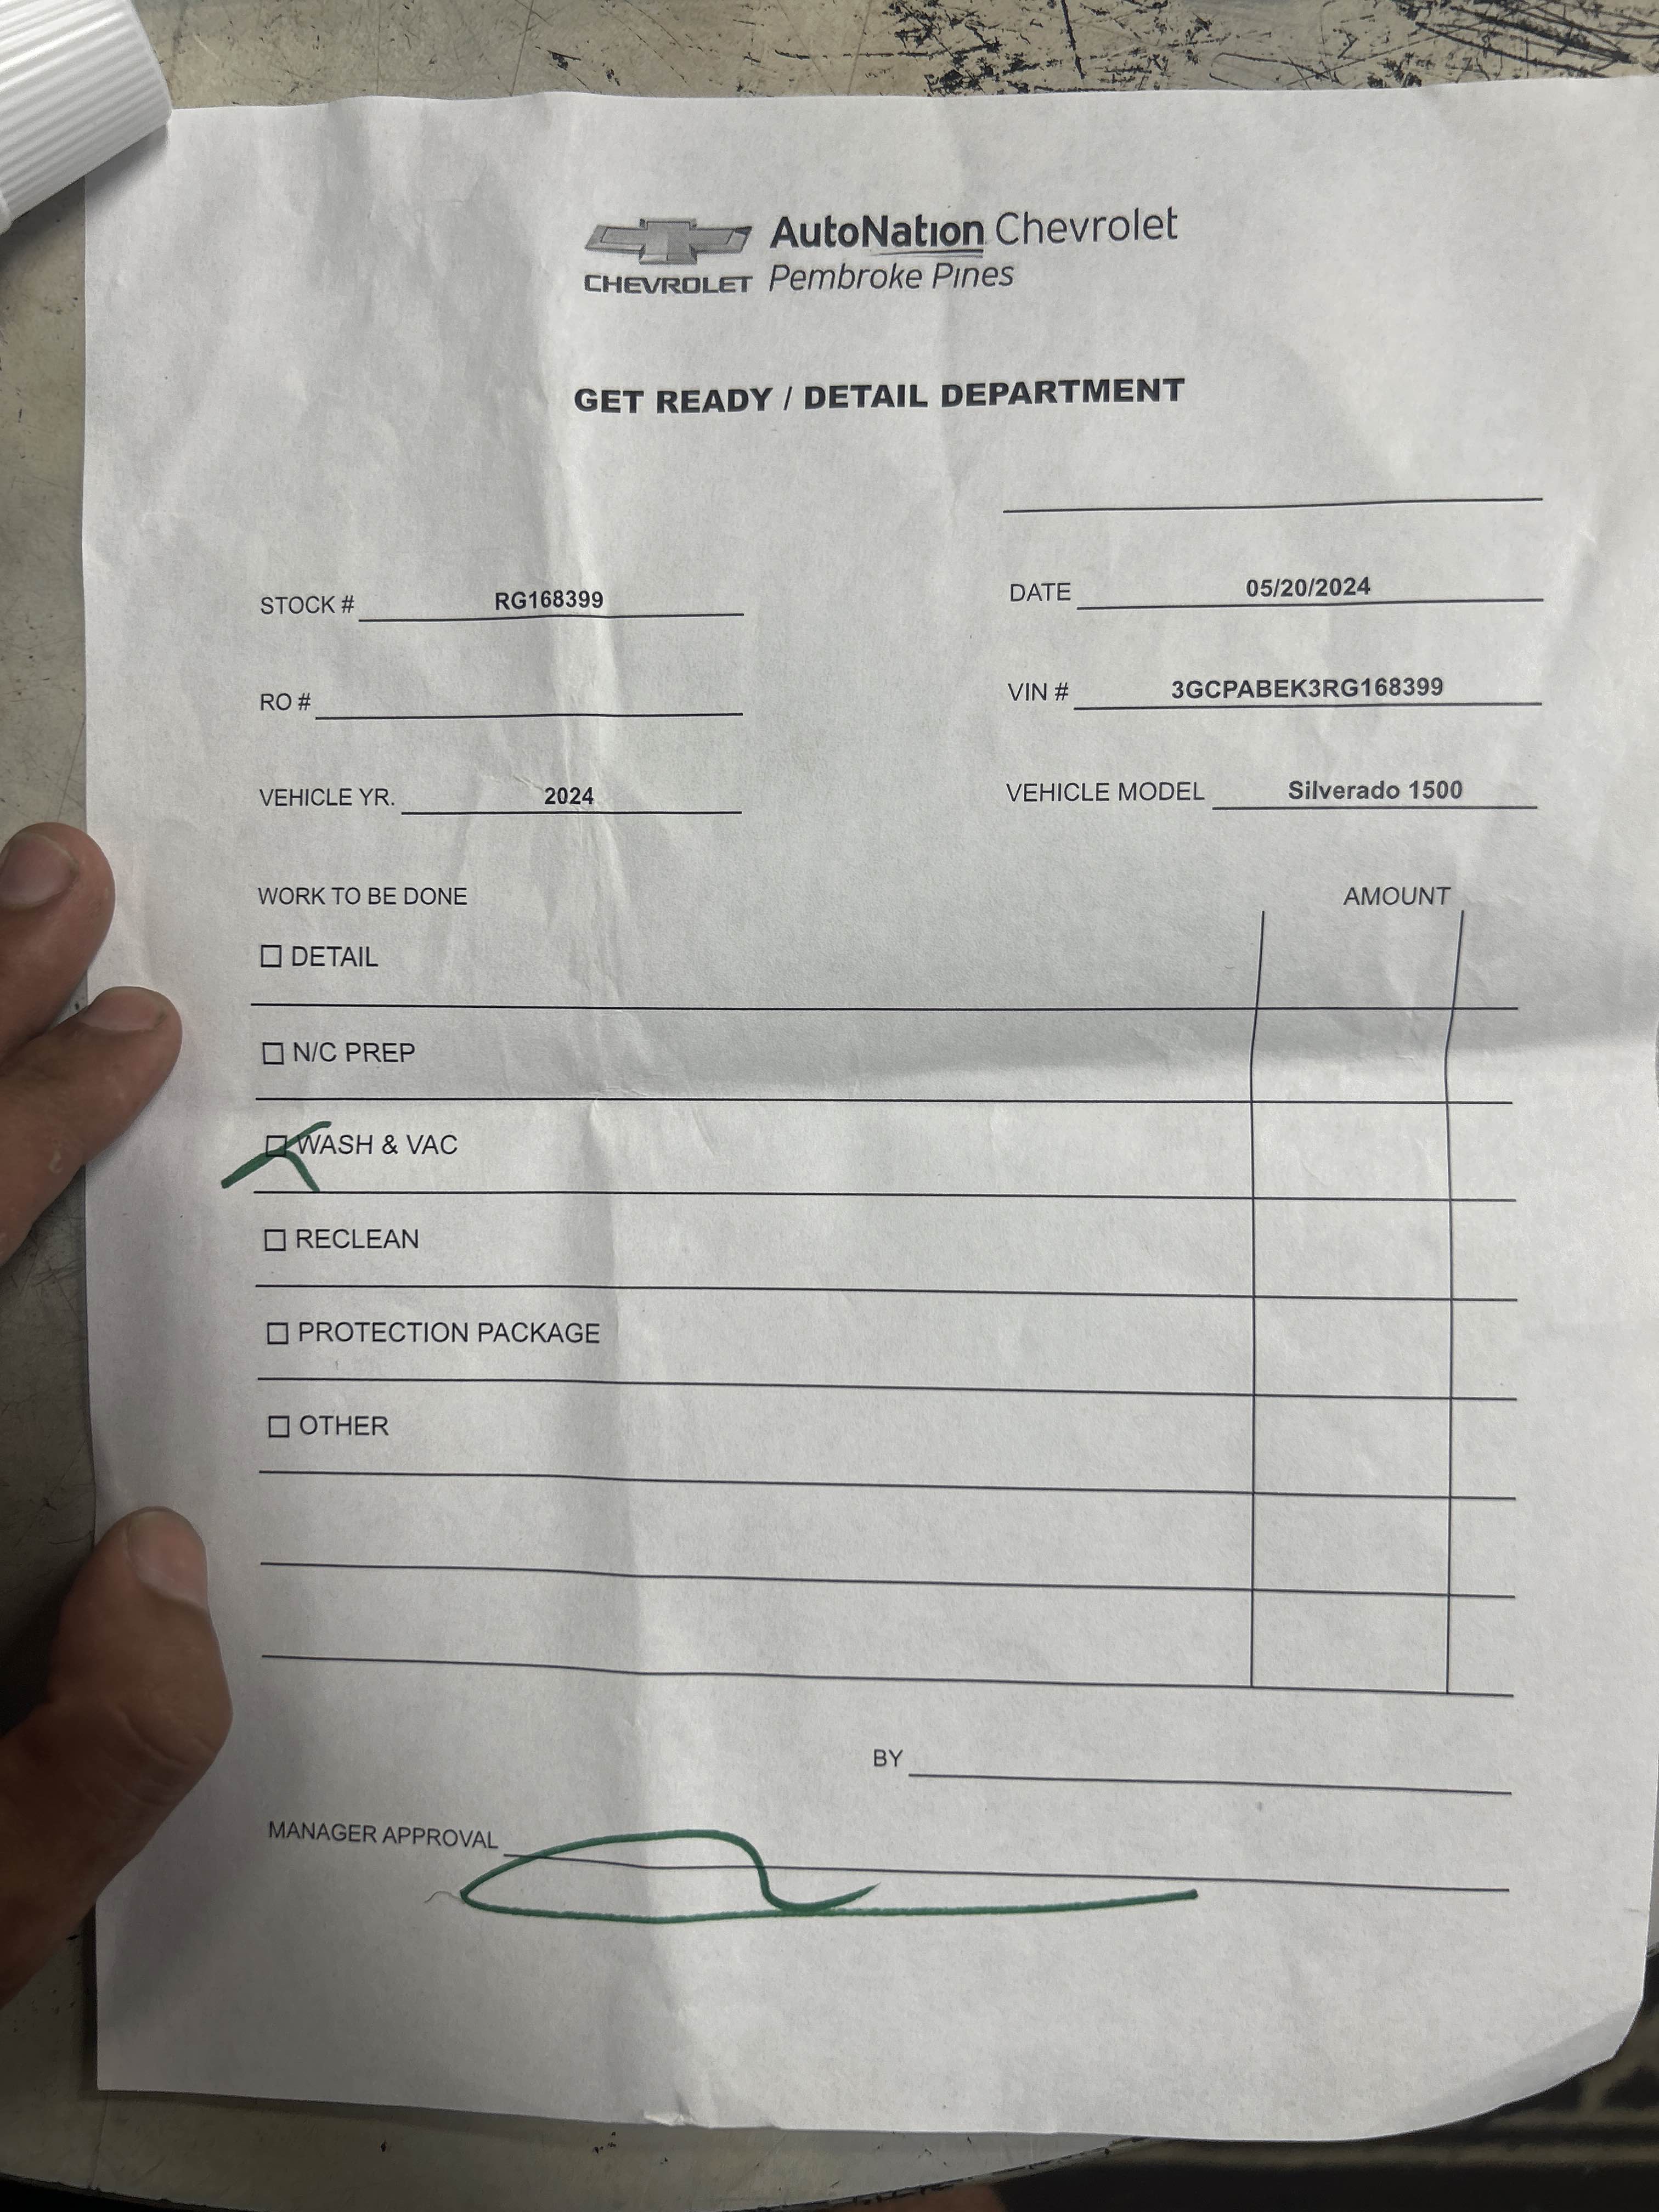 AutoNation Chevrolet
CHEVROLET Pembroke Pines
GET READY / DETAIL DEPARTMENT
STOCK # RG168399 DATE 05/20/2024
RO # VIN # 3GCPABEK3RG168399
VEHICLE YR. 2024 VEHICLE MODEL Silverado 1500
WORK TO BE DONE AMOUNT
☐ DETAIL
☐ N/C PREP
☒ WASH & VAC
☐ RECLEAN
☐ PROTECTION PACKAGE
☐ OTHER
BY
MANAGER APPROVAL